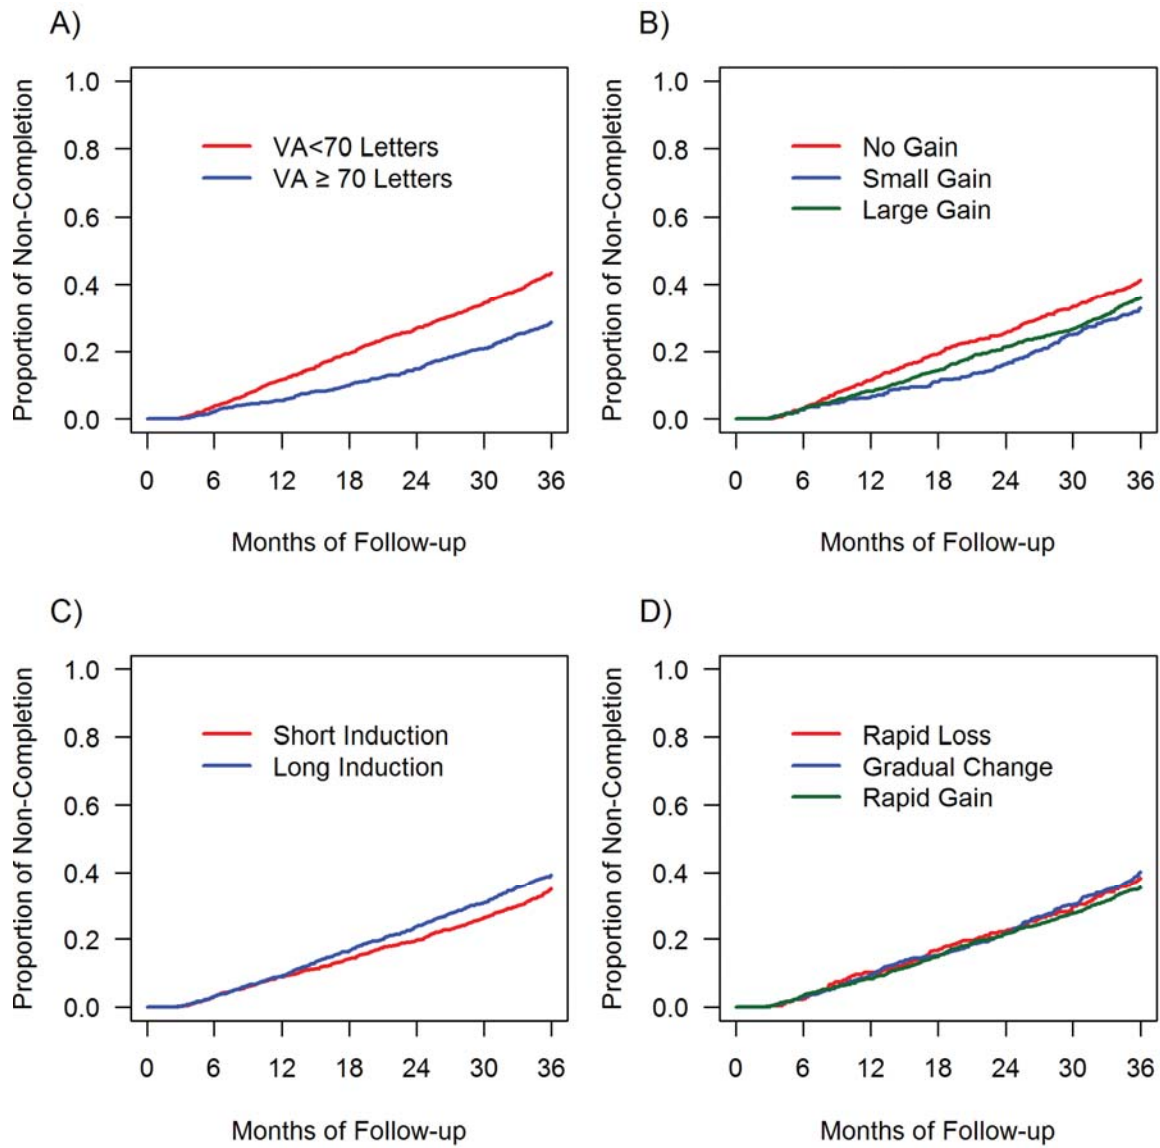 A)
Proportion of Non-Completion
1.0
0.8
0.6
0.4
0.2
0.0
VA<70 Letters
VA ≥ 70 Letters
0 6 12 18 24 30 36
Months of Follow-up
B)
Proportion of Non-Completion
1.0
0.8
0.6
0.4
0.2
0.0
No Gain
Small Gain
Large Gain
0 6 12 18 24 30 36
Months of Follow-up
C)
Proportion of Non-Completion
1.0
0.8
0.6
0.4
0.2
0.0
Short Induction
Long Induction
0 6 12 18 24 30 36
Months of Follow-up
D)
Proportion of Non-Completion
1.0
0.8
0.6
0.4
0.2
0.0
Rapid Loss
Gradual Change
Rapid Gain
0 6 12 18 24 30 36
Months of Follow-up